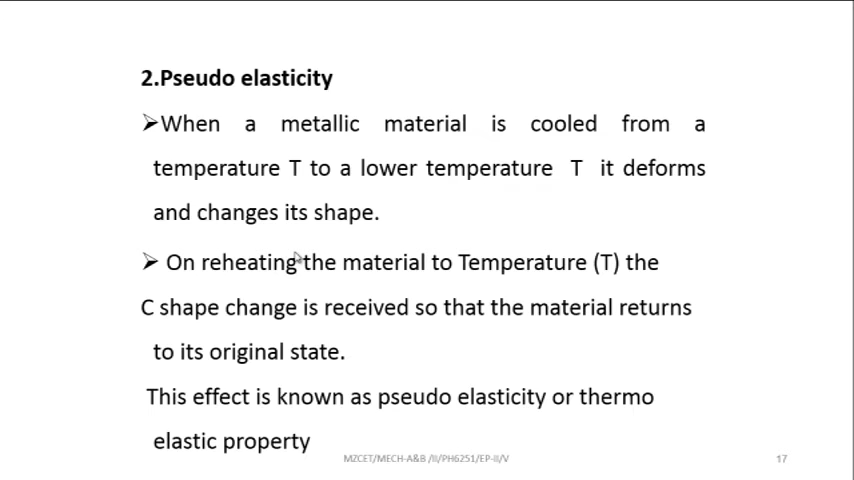 2.Pseudo elasticity
➢When a metallic material is cooled from a
temperature T to a lower temperature T it deforms
and changes its shape.
➢ On reheating the material to Temperature (T) the
C shape change is received so that the material returns
to its original state.
This effect is known as pseudo elasticity or thermo
elastic property
MZCET/MECH-A&B /II/PH6251/EP-II/V
17